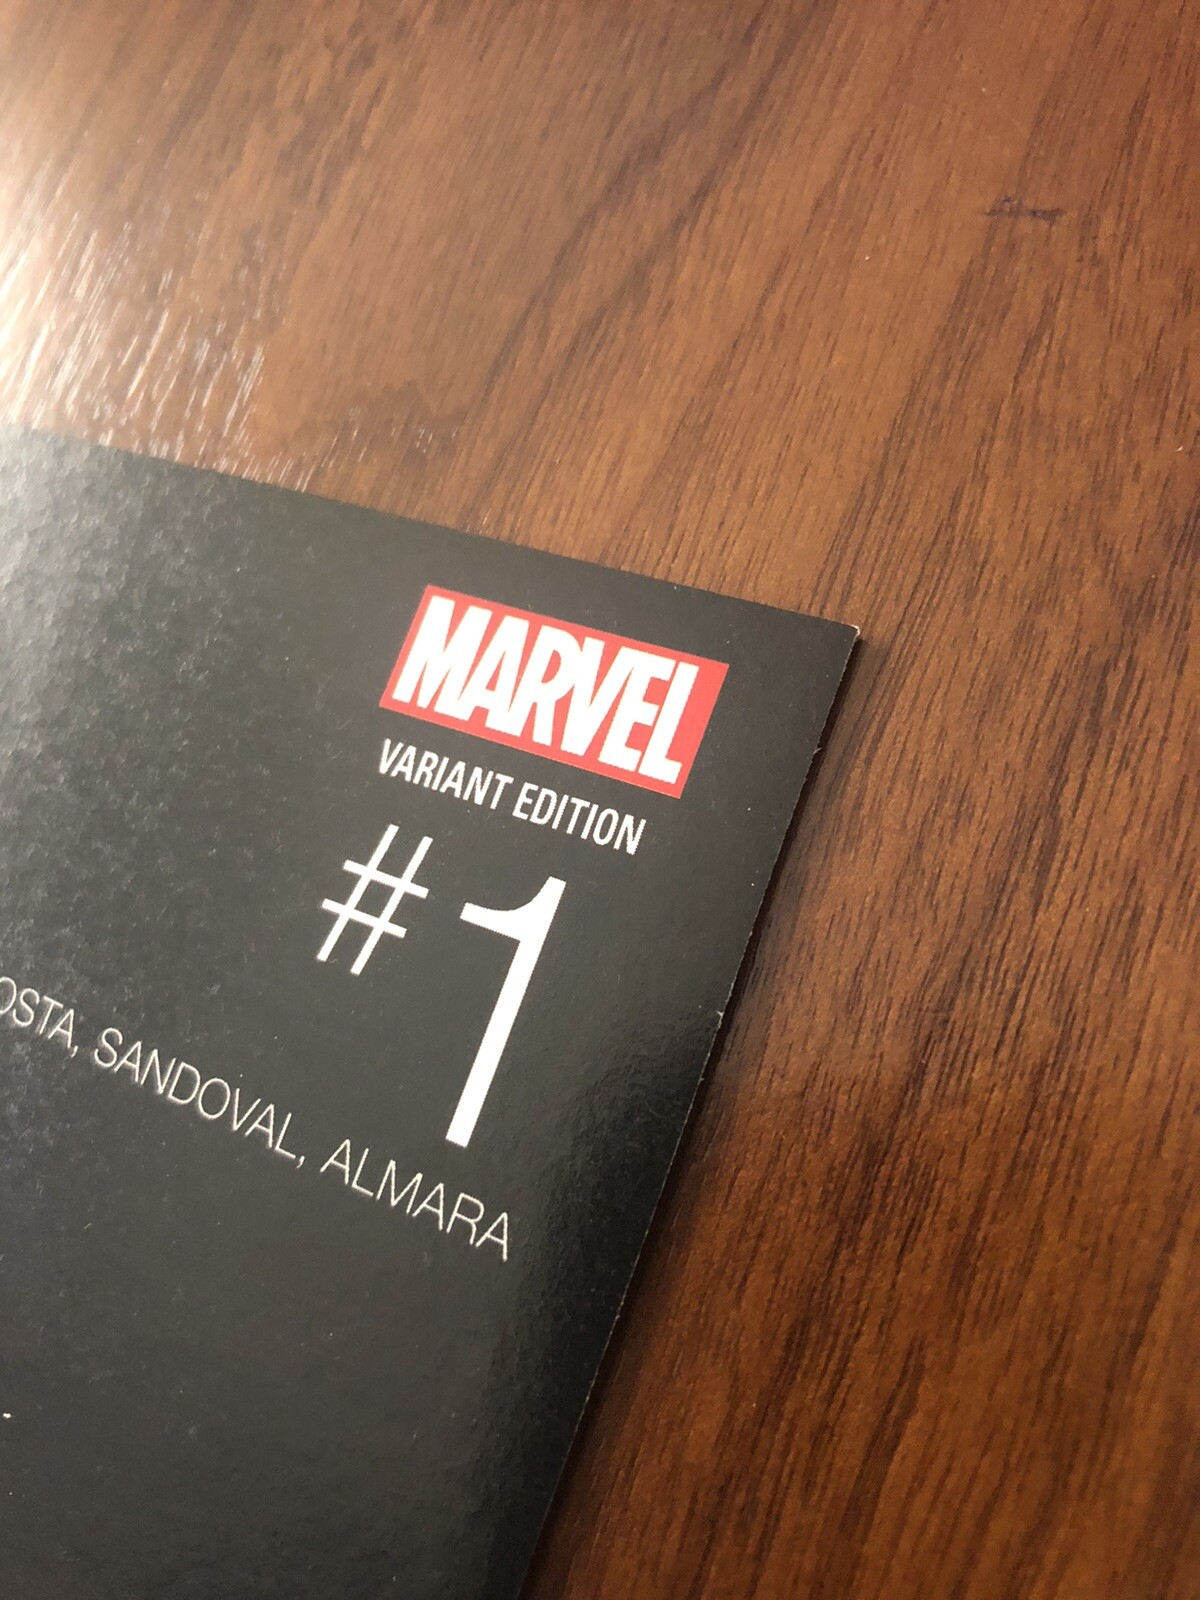 MARVEL
VARIANT EDITION
#1
OSTA, SANDOVAL, ALMARA